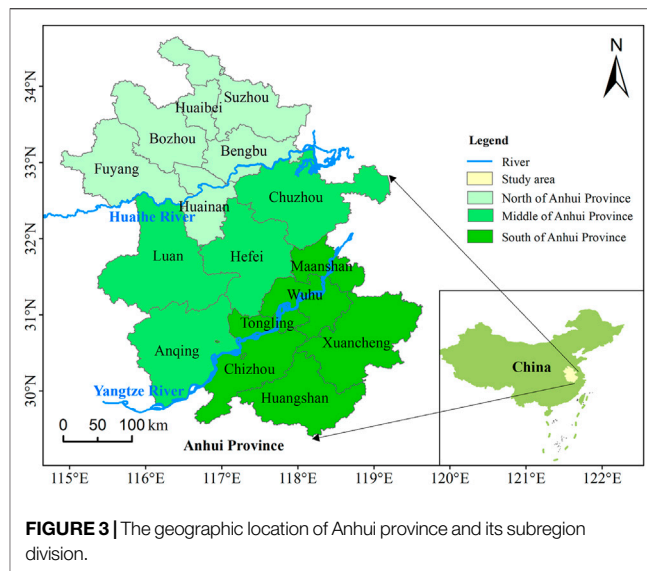 N
34°N
33°N
32°N
31°N
30°N
Suzhou
Huaibei
Bozhou
Bengbu
Fuyang
Huainan
Huaihe River
Chuzhou
Luan
Hefei
Maanshan
Wuhu
Tongling
Xuancheng
Anqing
Chizhou
Yangtze River
Huangshan
0 50 100 km
Anhui Province
Legend
River
Study area
North of Anhui Province
Middle of Anhui Province
South of Anhui Province
China
115°E 116°E 117°E 118°E 119°E 120°E 121°E 122°E
FIGURE 3 | The geographic location of Anhui province and its subregion
division.